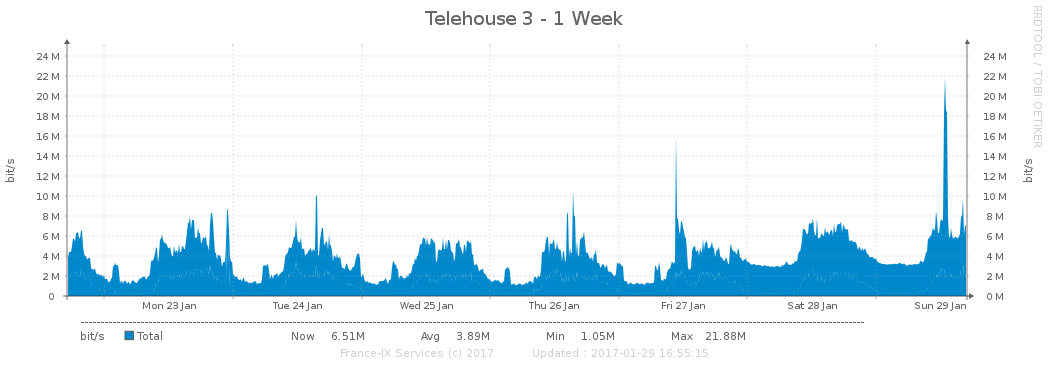 Telehouse 3 - 1 Week
RRDTOOL / TOBI OETIKER
bit/s
24 M
22 M
20 M
18 M
16 M
14 M
12 M
10 M
8 M
6 M
4 M
2 M
0
24 M
22 M
20 M
18 M
16 M
14 M
12 M
10 M
8 M
6 M
4 M
2 M
0 M
bit/s
Mon 23 Jan Tue 24 Jan Wed 25 Jan Thu 26 Jan Fri 27 Jan Sat 28 Jan Sun 29 Jan
bit/s Total Now 6.51M Avg 3.89M Min 1.05M Max 21.88M
France-IX Services (c) 2017 Updated : 2017-01-29 16:55:15